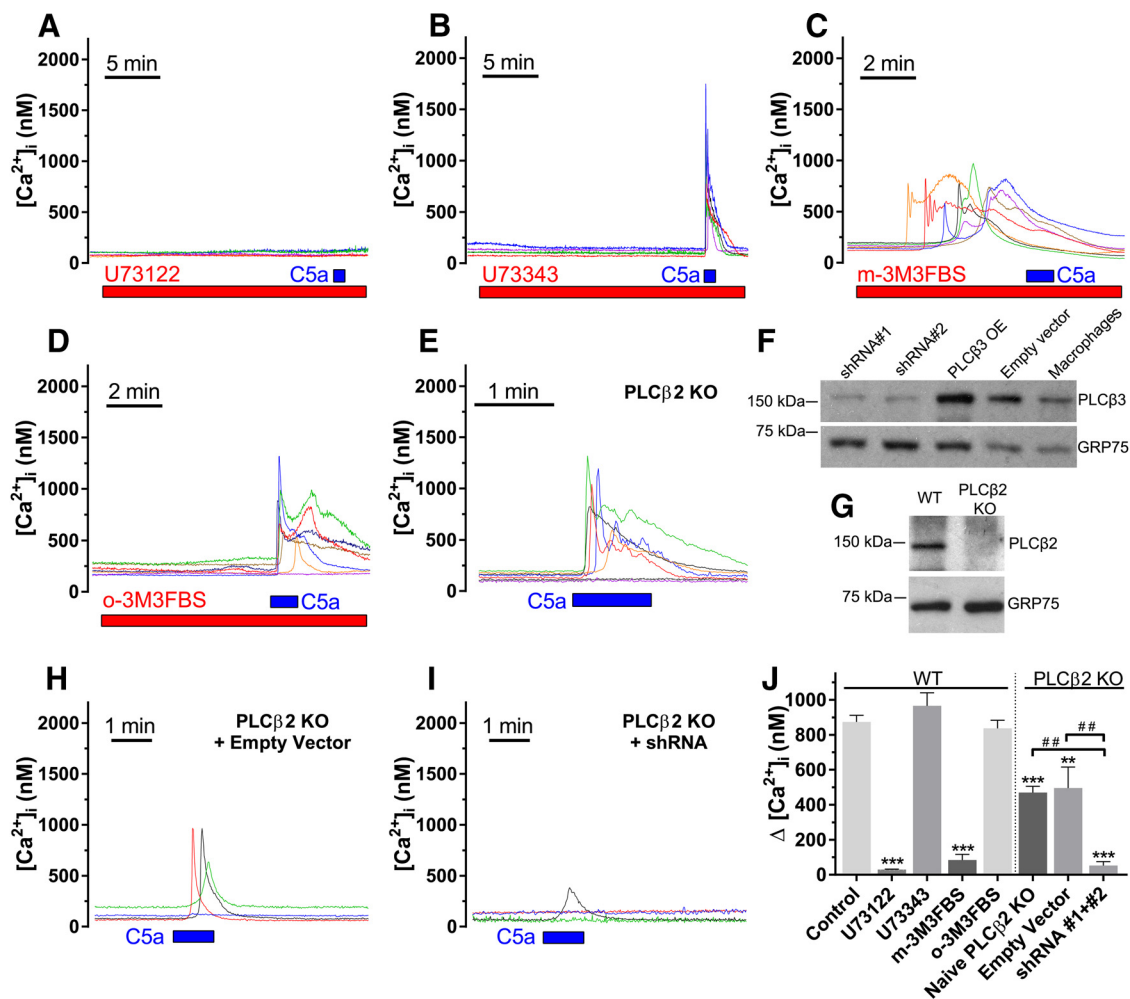 A
[Ca2+]i (nM)
2000
1500
1000
500
0
5 min
U73122
C5a
B
[Ca2+]i (nM)
2000
1500
1000
500
0
5 min
U73343
C5a
C
[Ca2+]i (nM)
2000
1500
1000
500
0
2 min
m-3M3FBS
C5a
D
[Ca2+]i (nM)
2000
1500
1000
500
0
2 min
o-3M3FBS
C5a
E
[Ca2+]i (nM)
2000
1500
1000
500
0
1 min
PLCβ2 KO
C5a
F
shRNA#1
shRNA#2
PLCβ3 OE
Empty vector
Macrophages
150 kDa
PLCβ3
75 kDa
GRP75
G
WT
PLCβ2
KO
150 kDa
PLCβ2
75 kDa
GRP75
H
[Ca2+]i (nM)
2000
1500
1000
500
0
1 min
PLCβ2 KO
+ Empty Vector
C5a
I
[Ca2+]i (nM)
2000
1500
1000
500
0
1 min
PLCβ2 KO
+ shRNA
C5a
J
Δ [Ca2+]i (nM)
1000
800
600
400
200
0
WT
PLCβ2 KO
##
##
***
***
***
**
***
Control
U73122
U73343
m-3M3FBS
o-3M3FBS
Naive PLCβ2 KO
Empty Vector
shRNA #1+#2